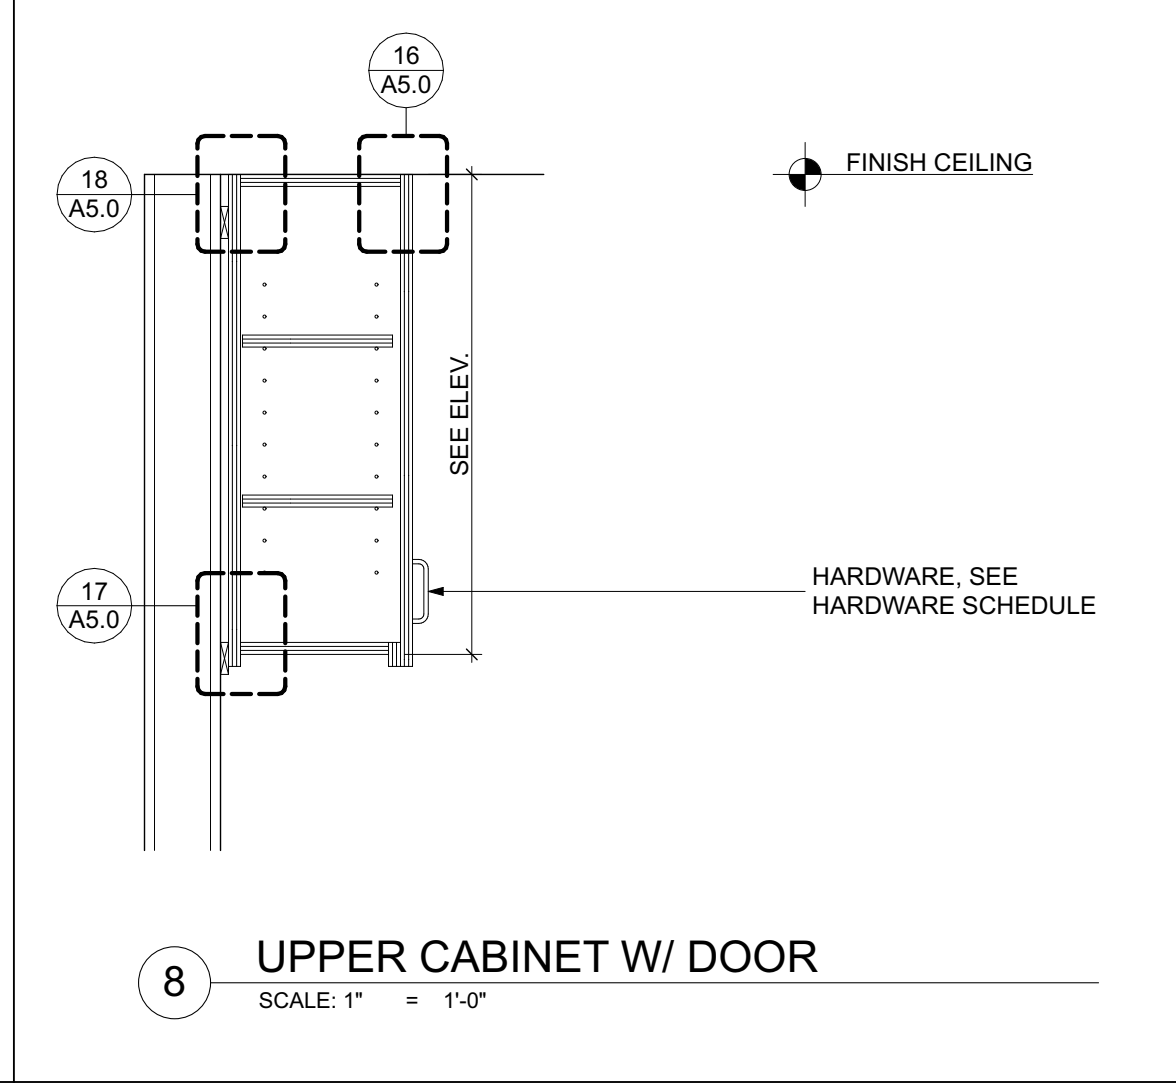 16
A5.0
18
A5.0
FINISH CEILING
SEE ELEV.
17
A5.0
HARDWARE, SEE
HARDWARE SCHEDULE
8
UPPER CABINET W/ DOOR
SCALE: 1" = 1'-0"